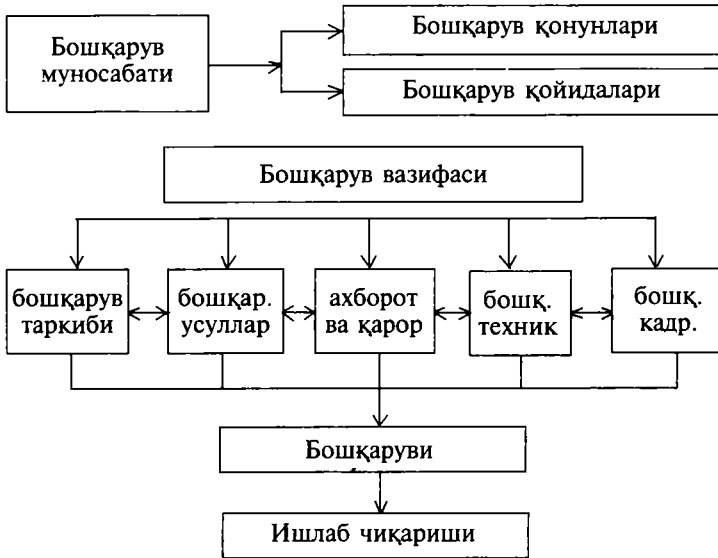 Бошқарув
муносабати
Бошқарув қонунлари
Бошқарув қойидалари
Бошқарув вазифаси
бошқарув
таркиби
бошқар.
усуллар
ахборот
ва қарор
бошқ.
техник
бошқ.
кадр.
Бошқаруви
Ишлаб чиқариши